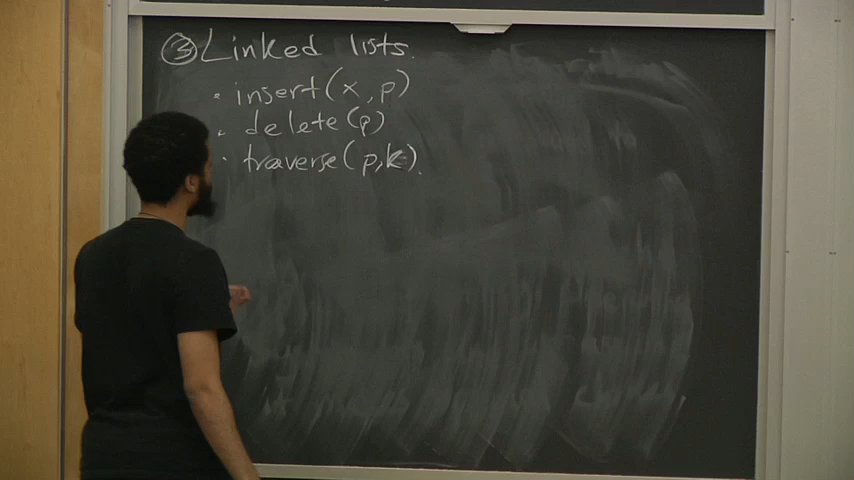 ③ Linked lists.
• insert(x, p)
• delete(p)
• traverse(p, k).